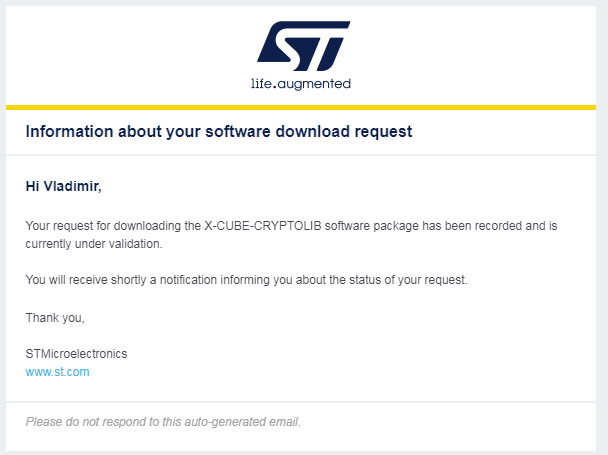 ST
life.augmented
Information about your software download request
Hi Vladimir,
Your request for downloading the X-CUBE-CRYPTOLIB software package has been recorded and is
currently under validation.
You will receive shortly a notification informing you about the status of your request.
Thank you,
STMicroelectronics
www.st.com
Please do not respond to this auto-generated email.